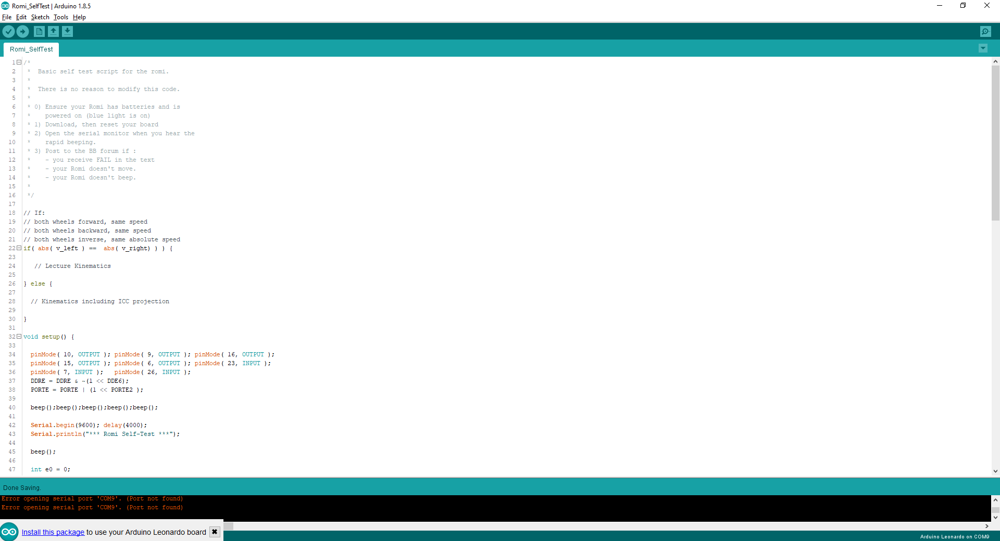 Romi_SelfTest | Arduino 1.8.5
File Edit Sketch Tools Help
Romi_SelfTest
1 /*
2  *  Basic self test script for the romi.
3  *
4  *  There is no reason to modify this code.
5  *
6  * 0) Ensure your Romi has batteries and is
7  *    powered on (blue light is on)
8  * 1) Download, then reset your board
9  * 2) Open the serial monitor when you hear the
10  *    rapid beeping.
11  * 3) Post to the BB forum if :
12  *    - you receive FAIL in the text
13  *    - your Romi doesn't move.
14  *    - your Romi doesn't beep.
15  *
16  */
17
18 // If:
19 // both wheels forward, same speed
20 // both wheels backward, same speed
21 // both wheels inverse, same absolute speed
22 if( abs( v_left ) ==  abs( v_right) ) ) {
23
24    // Lecture Kinematics
25
26 } else {
27
28   // Kinematics including ICC projection
29
30 }
31
32 void setup() {
33
34   pinMode( 10, OUTPUT ); pinMode( 9, OUTPUT ); pinMode( 16, OUTPUT );
35   pinMode( 15, OUTPUT ); pinMode( 6, OUTPUT ); pinMode( 23, INPUT );
36   pinMode( 7, INPUT );   pinMode( 26, INPUT );
37   DDRE = DDRE & ~(1 << DDE6);
38   PORTE = PORTE | (1 << PORTE2 );
39
40   beep();beep();beep();beep();beep();
41
42   Serial.begin(9600); delay(4000);
43   Serial.println("*** Romi Self-Test ***");
44
45   beep();
46
47   int e0 = 0;
Done Saving.
Error opening serial port 'COM9'. (Port not found)
Error opening serial port 'COM9'. (Port not found)
Install this package to use your Arduino Leonardo board
Arduino Leonardo on COM9